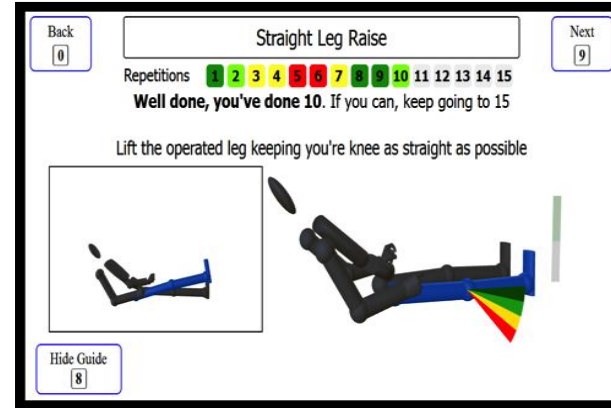 Back
0
Straight Leg Raise
Next
9
Repetitions 1 2 3 4 5 6 7 8 9 10 11 12 13 14 15
Well done, you've done 10. If you can, keep going to 15
Lift the operated leg keeping you're knee as straight as possible
Hide Guide
8